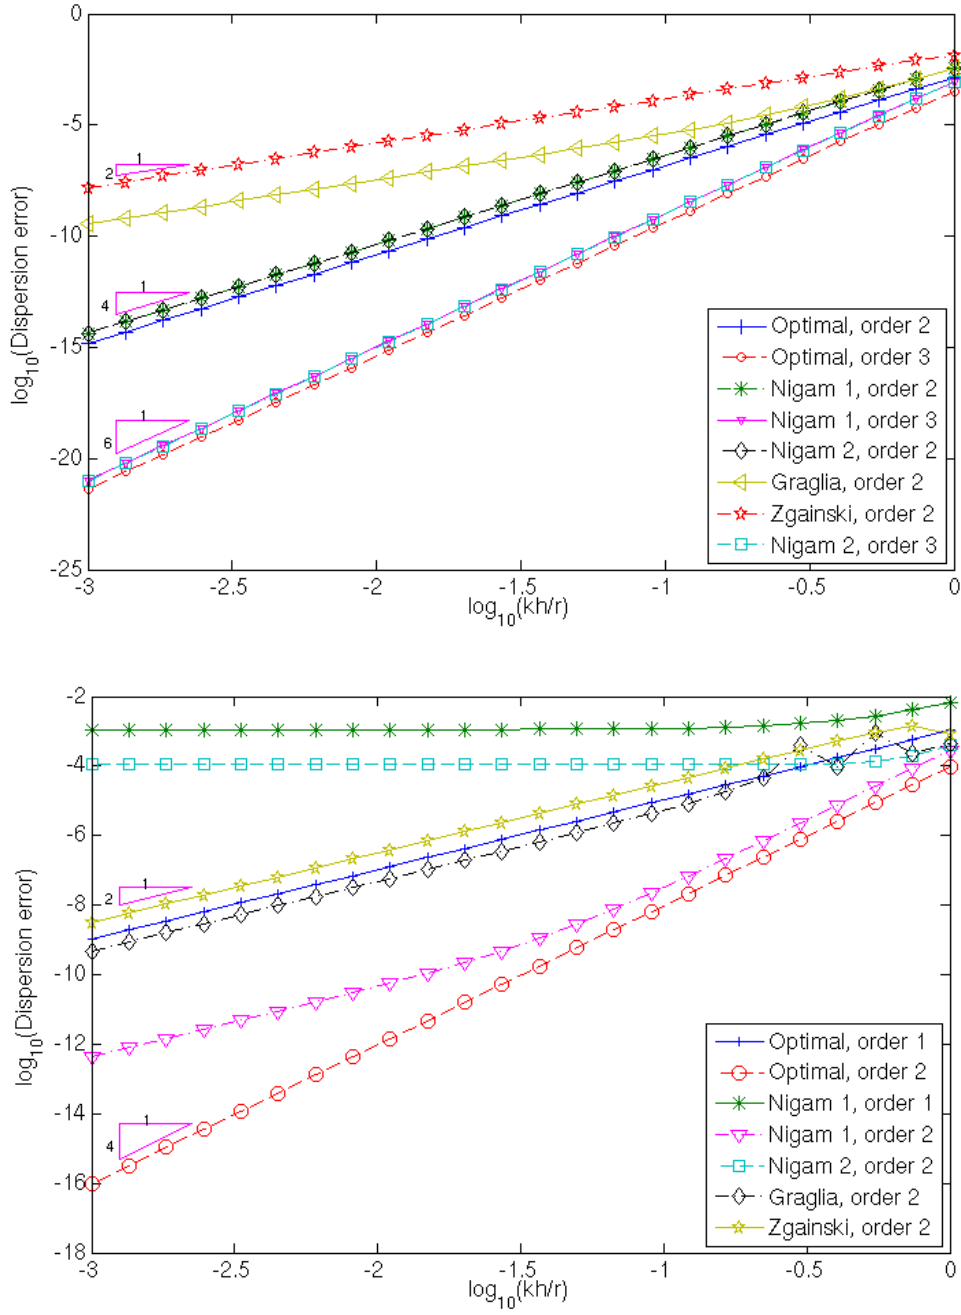 0
-5
-10
-15
-20
-25
log10(Dispersion error)
1
2
1
4
1
6
Optimal, order 2
Optimal, order 3
Nigam 1, order 2
Nigam 1, order 3
Nigam 2, order 2
Graglia, order 2
Zgainski, order 2
Nigam 2, order 3
-3 -2.5 -2 -1.5 -1 -0.5 0
log10(kh/r)
-2
-4
-6
-8
-10
-12
-14
-16
-18
log10(Dispersion error)
1
2
1
4
Optimal, order 1
Optimal, order 2
Nigam 1, order 1
Nigam 1, order 2
Nigam 2, order 2
Graglia, order 2
Zgainski, order 2
-3 -2.5 -2 -1.5 -1 -0.5 0
log10(kh/r)